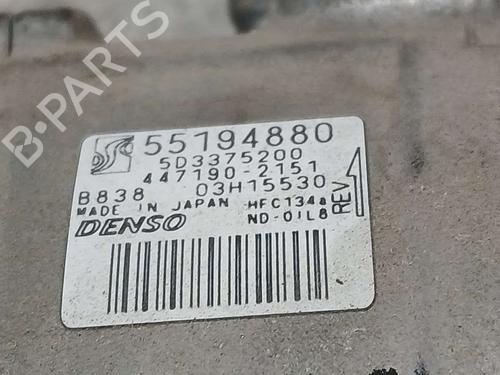 B-PARTS
55194880
5D3375200
447190-2151
B838 03H15530
MADE IN JAPAN HFC134a
DENSO ND-OIL8
REV